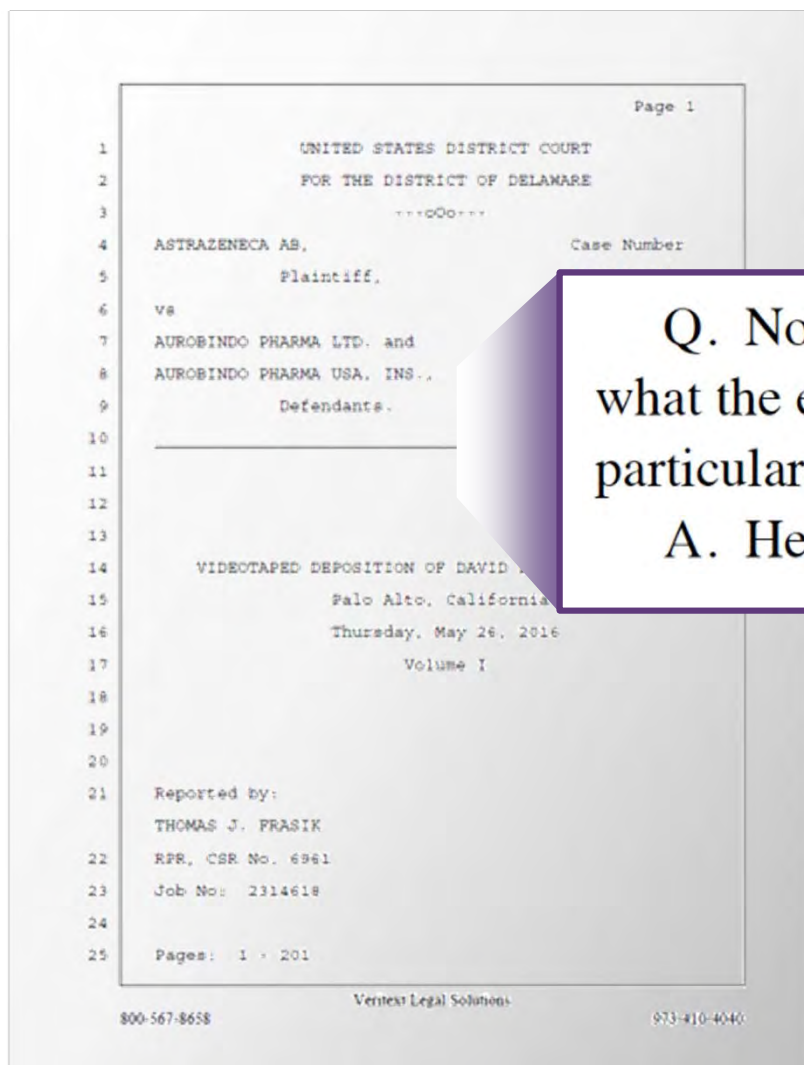 Page 1
1 UNITED STATES DISTRICT COURT
2 FOR THE DISTRICT OF DELAWARE
3 ---oOo---
4 ASTRAZENECA AB, Case Number
5 Plaintiff,
6 vs
7 AUROBINDO PHARMA LTD. and
8 AUROBINDO PHARMA USA, INS.,
9 Defendants.
10
11
12
13
14 VIDEOTAPED DEPOSITION OF DAVID
15 Palo Alto, California
16 Thursday, May 26, 2016
17 Volume I
18
19
20
21 Reported by:
THOMAS J. FRASIK
22 RPR, CSR No. 6961
23 Job No: 2314618
24
25 Pages: 1 - 201
Veritext Legal Solutions
800-567-8658 973-410-4040
Q. No
what the e
particular
A. He